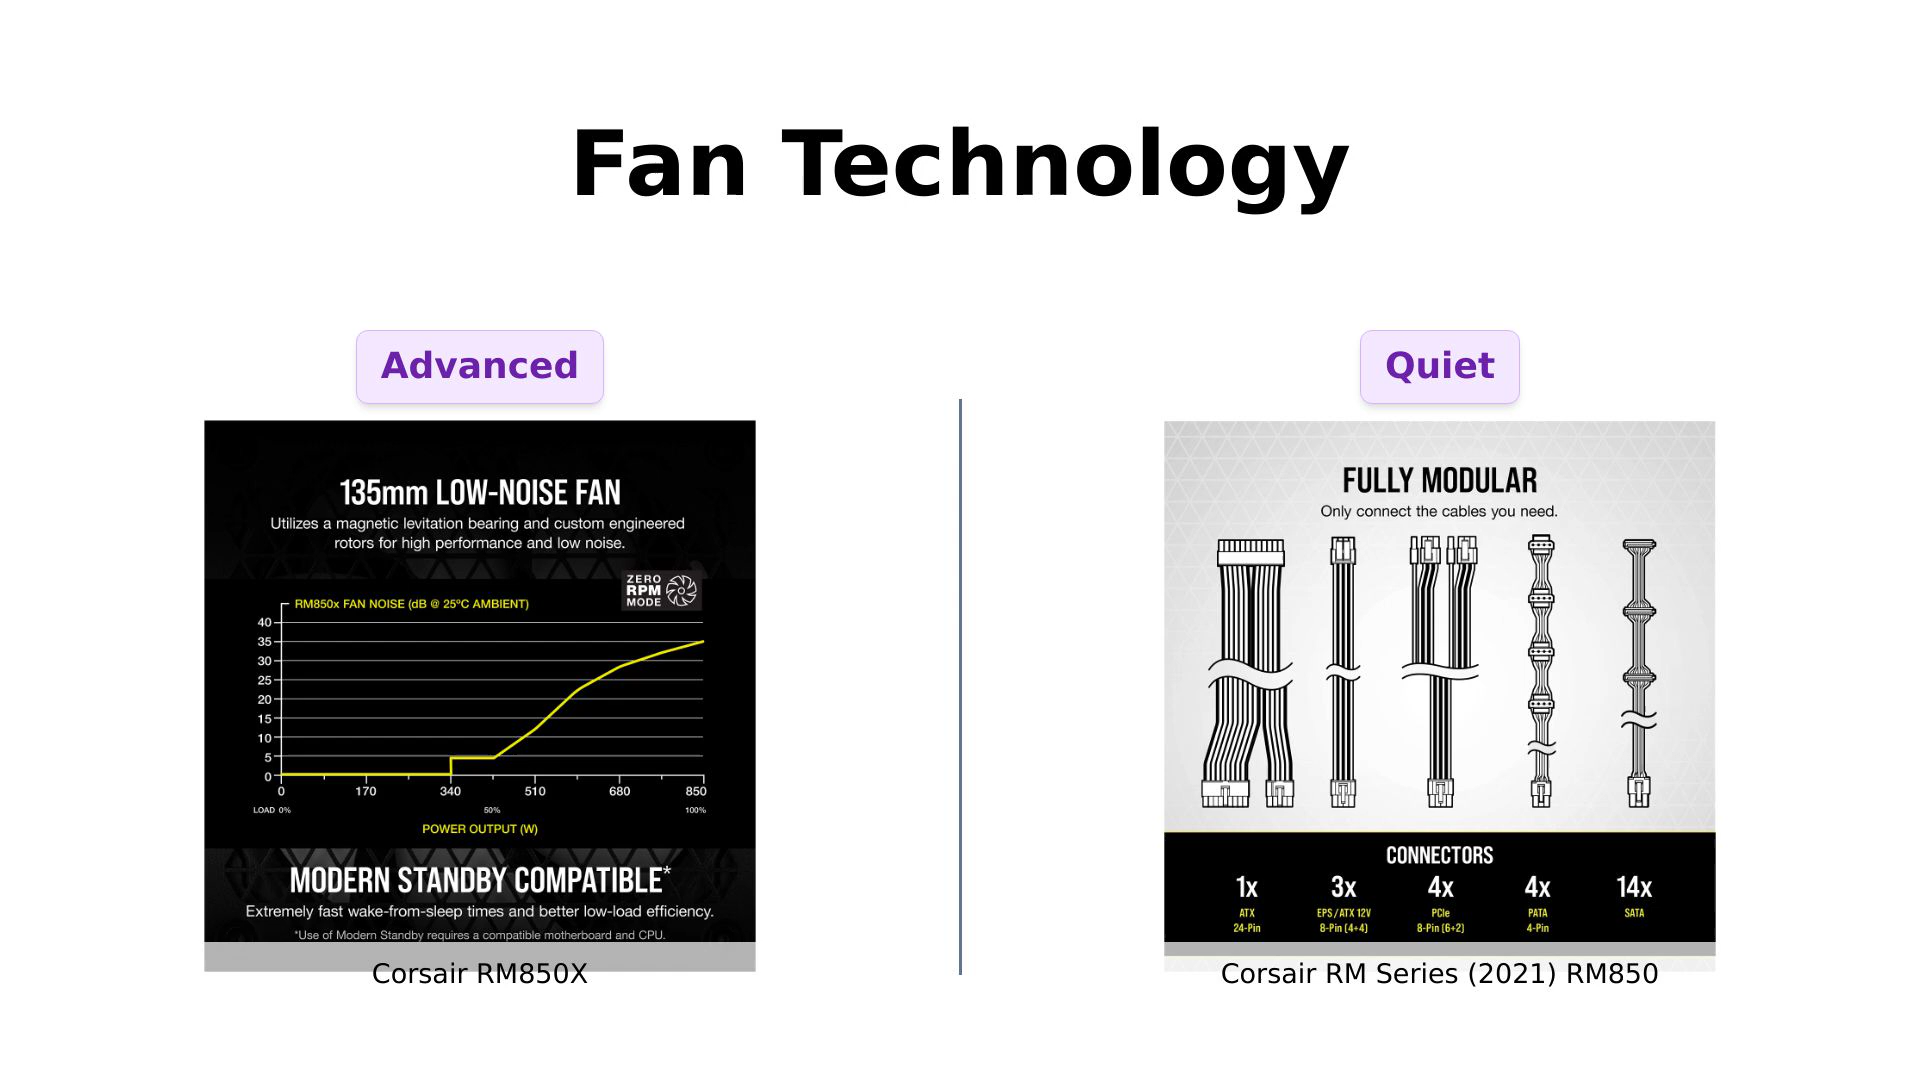 Fan Technology
Advanced
135mm LOW-NOISE FAN
Utilizes a magnetic levitation bearing and custom engineered
rotors for high performance and low noise.
ZERO
RPM
MODE
RM850x FAN NOISE (dB @ 25ºC AMBIENT)
40
35
30
25
20
15
10
5
0
0 170 340 510 680 850
LOAD 0% 50% 100%
POWER OUTPUT (W)
MODERN STANDBY COMPATIBLE*
Extremely fast wake-from-sleep times and better low-load efficiency.
*Use of Modern Standby requires a compatible motherboard and CPU.
Corsair RM850X
Quiet
FULLY MODULAR
Only connect the cables you need.
CONNECTORS
1x 3x 4x 4x 14x
ATX EPS/ATX 12V PCIe PATA SATA
24-Pin 8-Pin (4+4) 8-Pin (6+2) 4-Pin
Corsair RM Series (2021) RM850